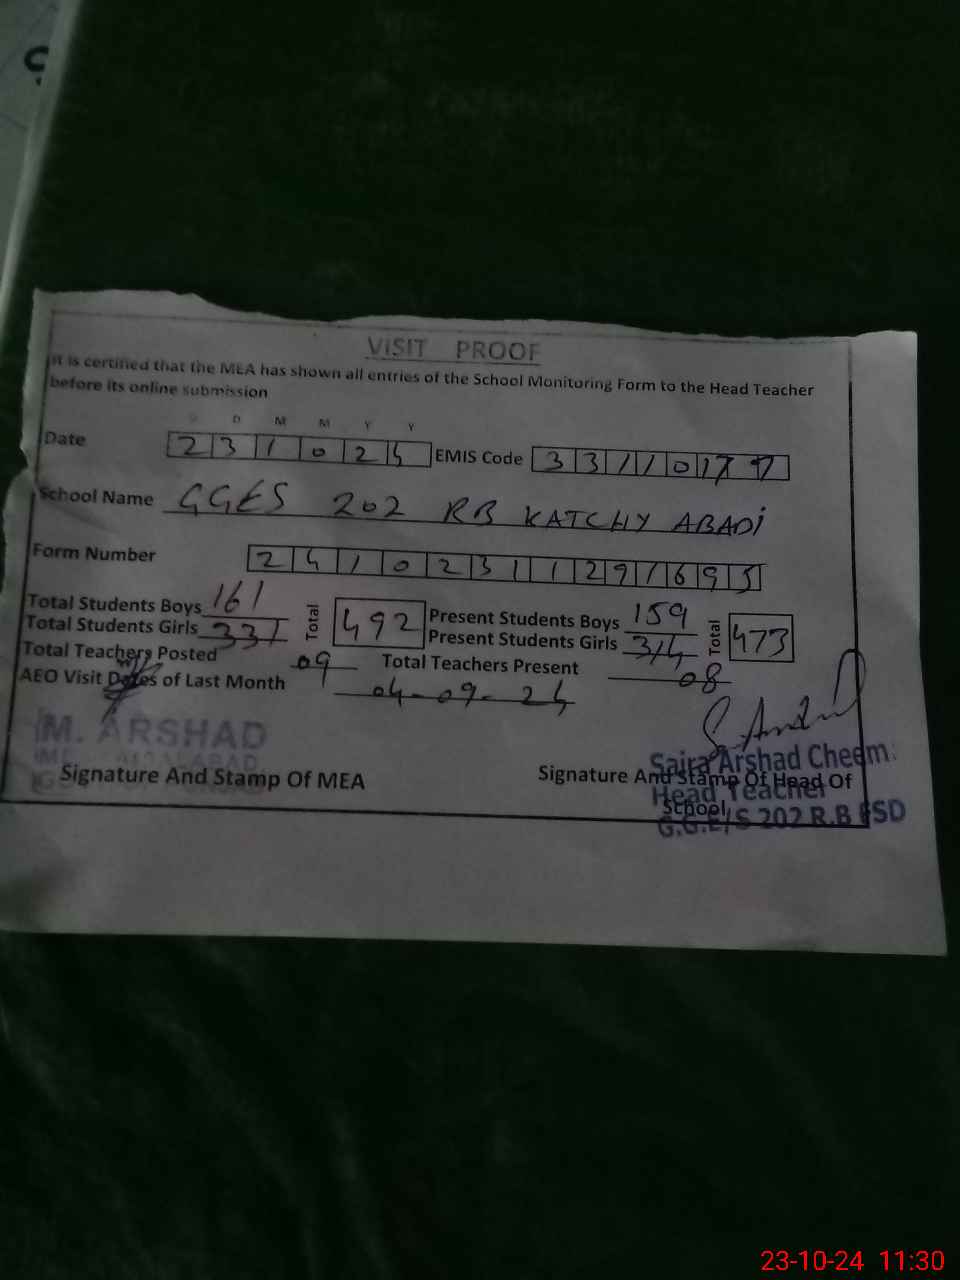 VISIT PROOF
It is certified that the MEA has shown all entries of the School Monitoring Form to the Head Teacher
before its online submission
D D M M Y Y
Date 2 3 1 0 2 4 EMIS Code 3 3 1 1 0 1 7 7
School Name GGES 202 RB KATCHY ABADI
Form Number 2 4 1 0 2 3 1 1 2 9 1 6 9 5
Total Students Boys 161 Total 492 Present Students Boys 159 Total 473
Total Students Girls 331 Present Students Girls 314
Total Teachers Posted 09 Total Teachers Present 08
AEO Visit Dates of Last Month 04-09-24
M. ARSHAD
Signature And Stamp Of MEA
Saira Arshad Cheem
Signature And Stamp Of Head Of
Head Teacher
School
G.G.E/S 202 R.B FSD
23-10-24 11:30